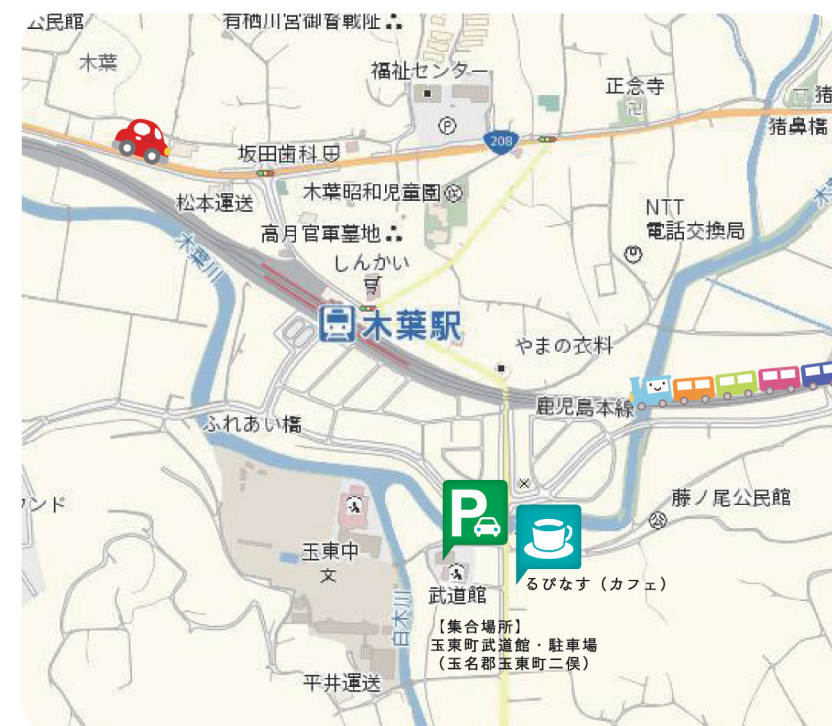 公民館
有栖川宮御督戦趾
木葉
福祉センター
正念寺
猪
猪鼻橋
P
208
坂田歯科
木葉昭和児童園
松本運送
NTT
電話交換局
高月官軍墓地
木葉川
しんかい
木葉駅
やまの衣料
鹿児島本線
ふれあい橋
藤ノ尾公民館
ウンド
P
玉東中
文
武道館
るぴなす（カフェ）
白木川
【集合場所】
玉東町武道館・駐車場
（玉名郡玉東町二俣）
平井運送